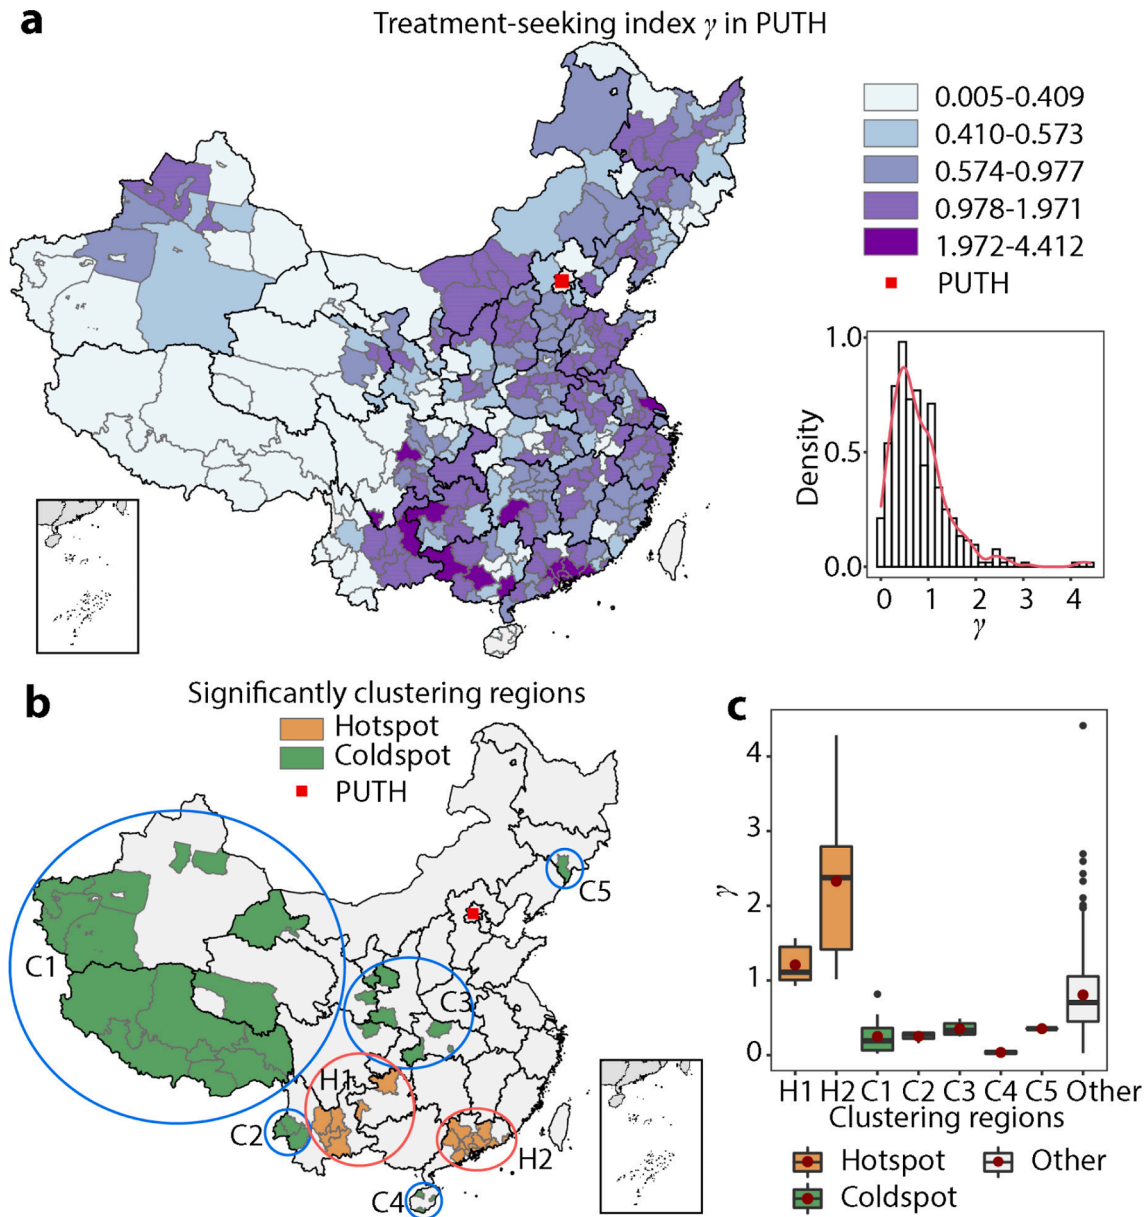 a
Treatment-seeking index γ in PUTH
0.005-0.409
0.410-0.573
0.574-0.977
0.978-1.971
1.972-4.412
PUTH
1.0
0.5
0.0
Density
0 1 2 3 4
γ
b
Significantly clustering regions
Hotspot
Coldspot
PUTH
C1
C2
C3
C4
C5
H1
H2
c
4
3
2
1
0
γ
H1 H2 C1 C2 C3 C4 C5 Other
Clustering regions
Hotspot
Other
Coldspot